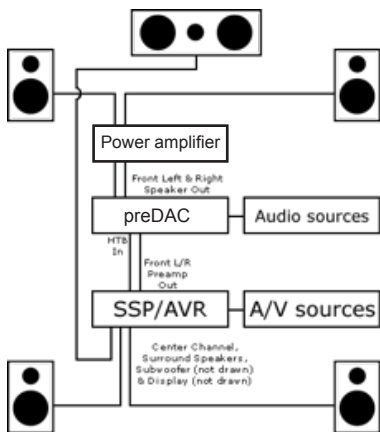 Power amplifier
Front Left & Right
Speaker Out
preDAC
Audio sources
HTB
In
Front L/R
Preamp
Out
SSP/AVR
A/V sources
Center Channel,
Surround Speakers,
Subwoofer (not drawn)
& Display (not drawn)